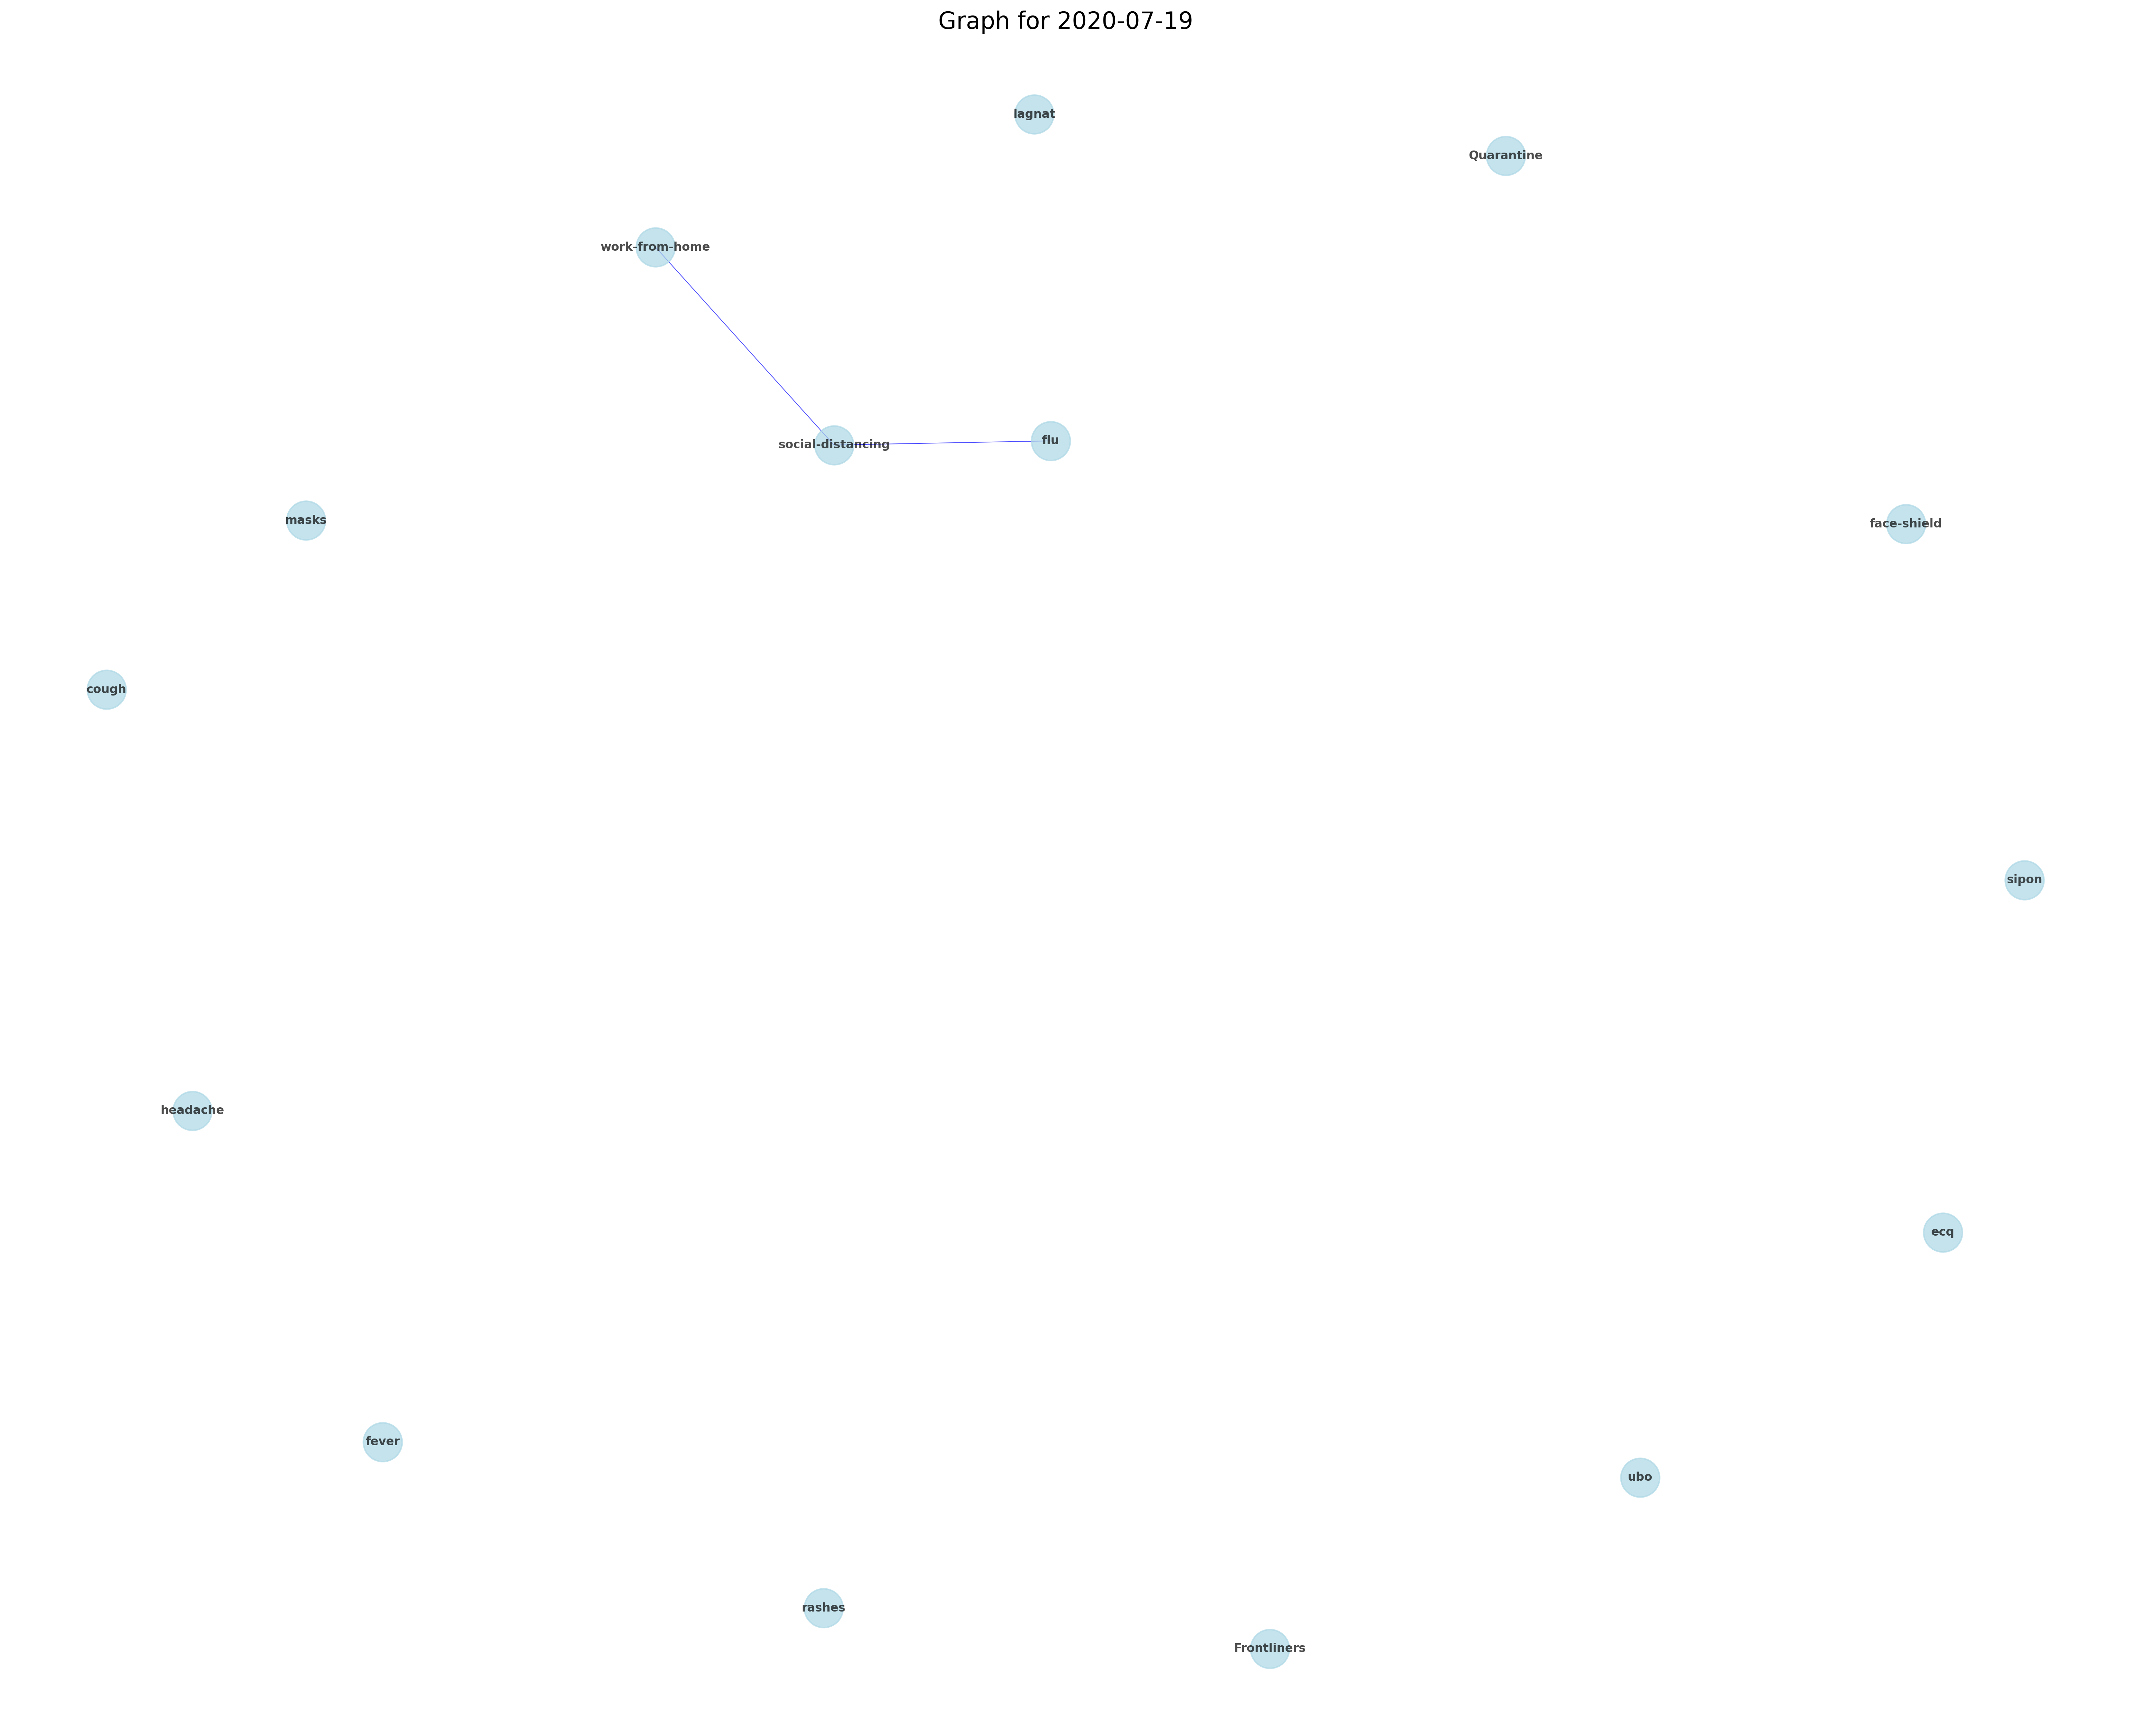 Graph for 2020-07-19
lagnat
Quarantine
work-from-home
social-distancing
flu
masks
face-shield
cough
sipon
headache
ecq
fever
ubo
rashes
Frontliners